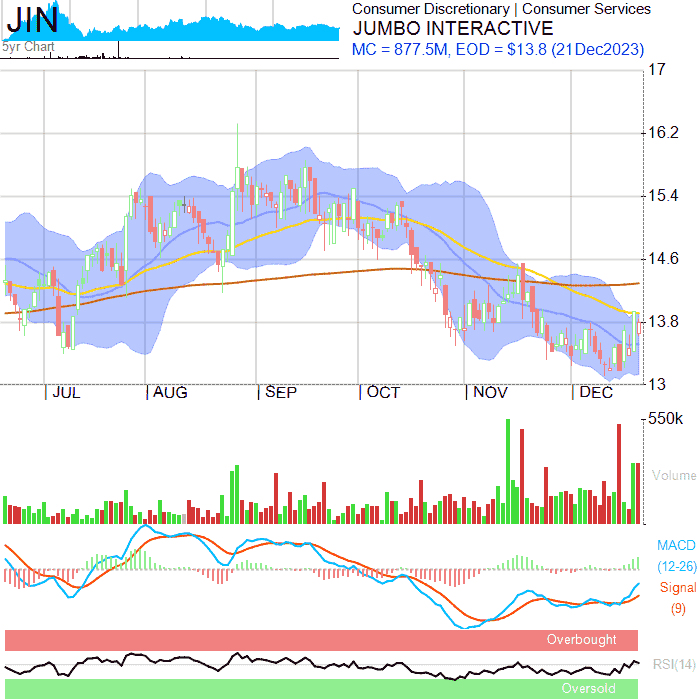 JIN
5yr Chart
Consumer Discretionary | Consumer Services
JUMBO INTERACTIVE
MC = 877.5M, EOD = $13.8 (21Dec2023)
17
16.2
15.4
14.6
13.8
13
JUL AUG SEP OCT NOV DEC
550k
Volume
MACD
(12-26)
Signal
(9)
Overbought
RSI(14)
Oversold